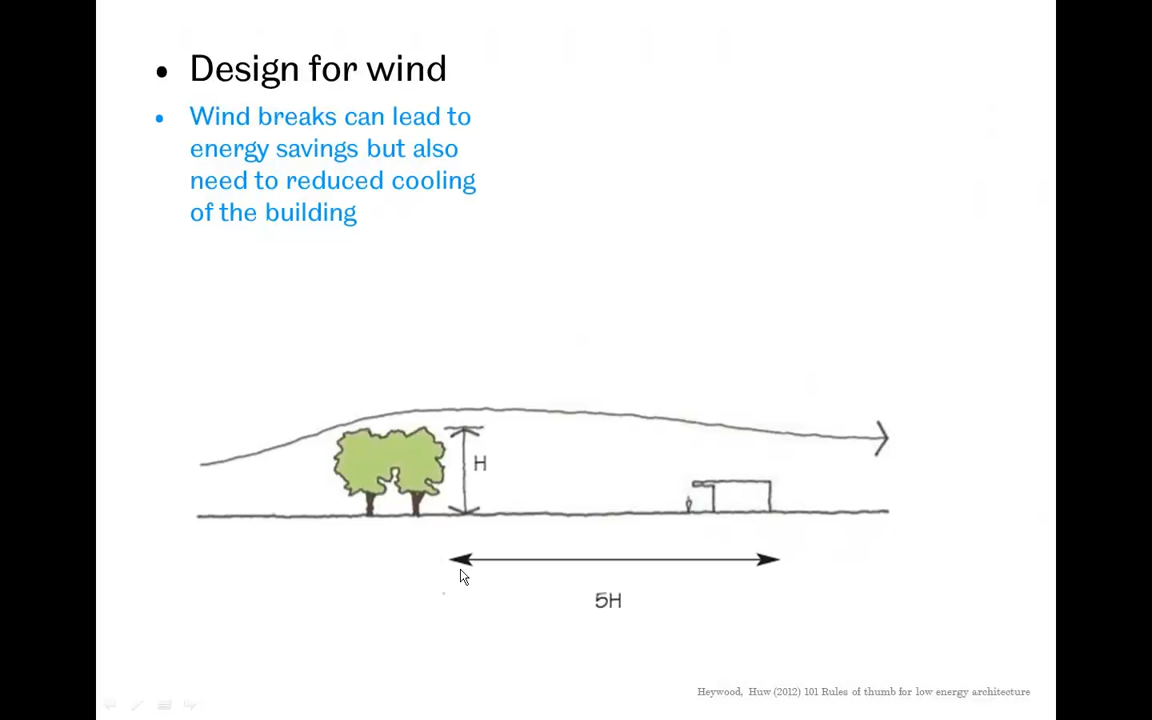 • Design for wind
• Wind breaks can lead to
energy savings but also
need to reduced cooling
of the building
H
5H
Heywood, Huw (2012) 101 Rules of thumb for low energy architecture